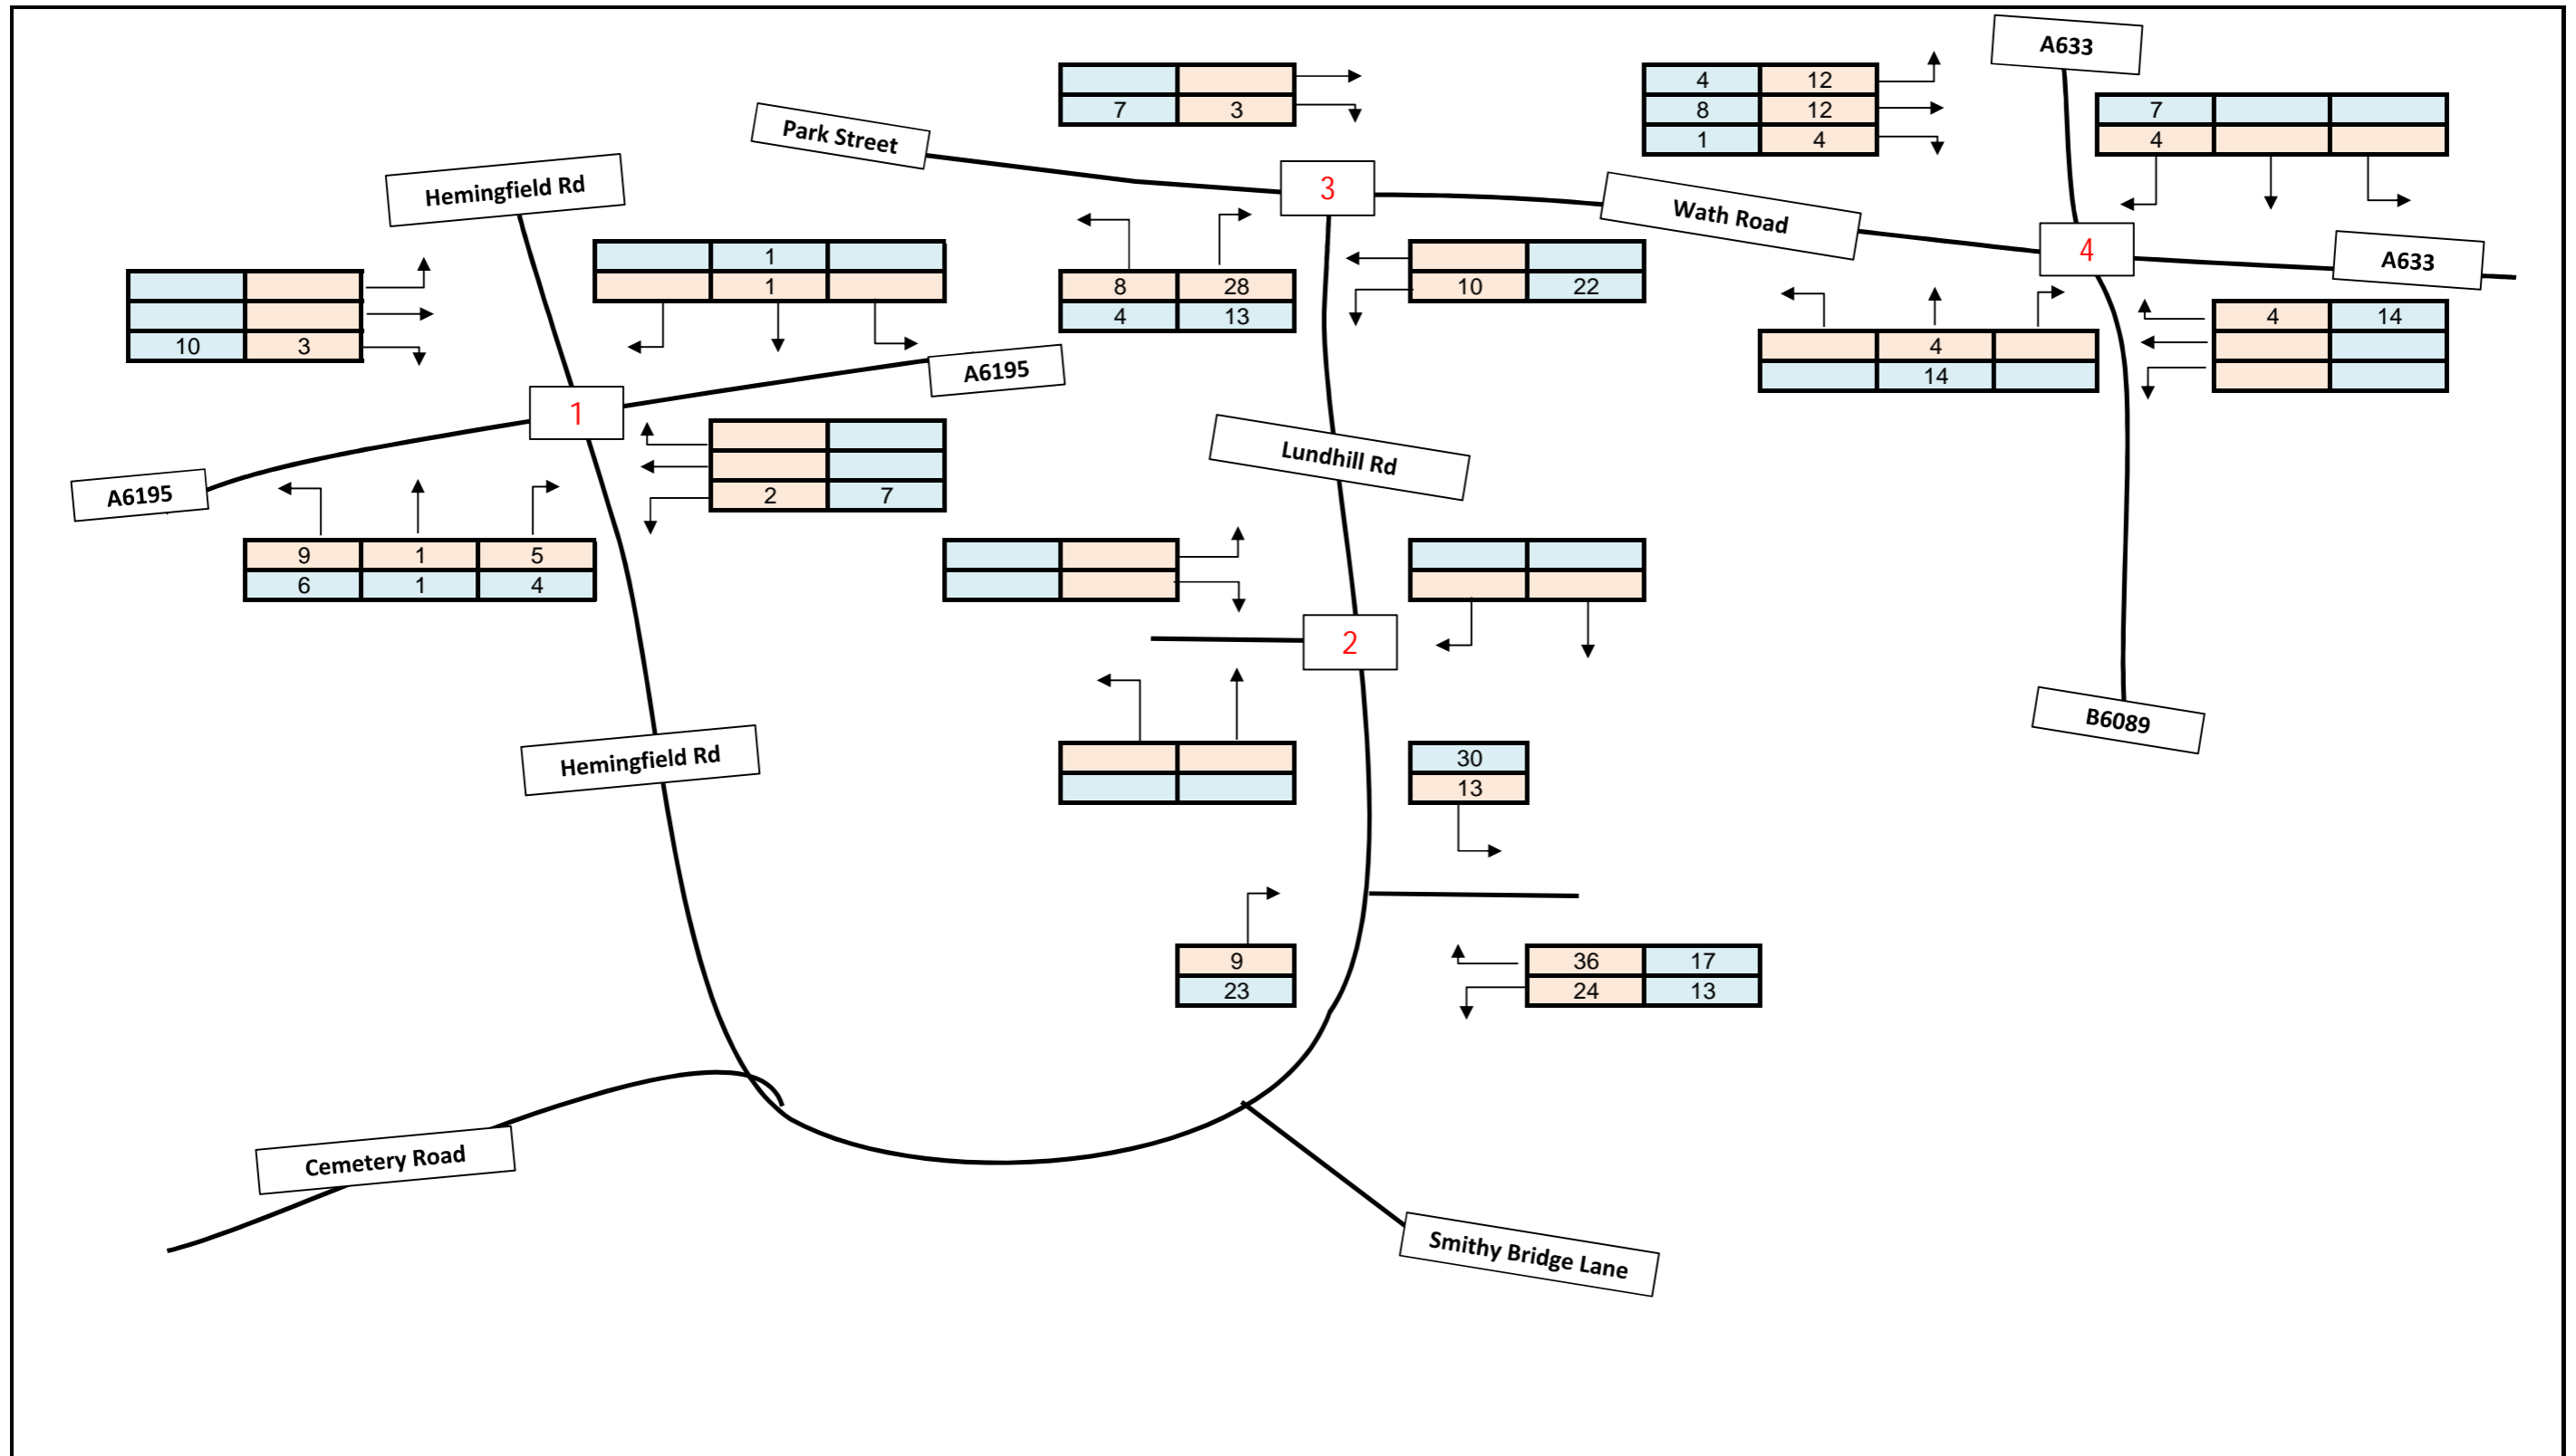 A633
4 12
8 12
1 4
7 3
7
4
Park Street
Hemingfield Rd
3
Wath Road
4
A633
1
1
8 28
4 13
10 22
10 3
4 14
4
14
A6195
1
A6195
2 7
Lundhill Rd
9 1 5
6 1 4
2
B6089
Hemingfield Rd
30
13
9
23
36 17
24 13
Cemetery Road
Smithy Bridge Lane